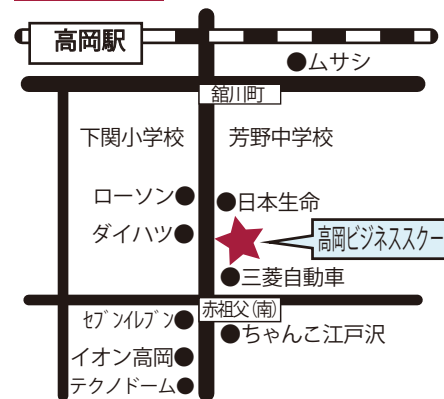 高岡駅
●ムサシ
舘川町
下関小学校 芳野中学校
ローソン● ●日本生命
ダイハツ● 高岡ビジネススクー
●三菱自動車
赤祖父(南)
セブンイレブン● ●ちゃんこ江戸沢
イオン高岡●
テクノドーム●